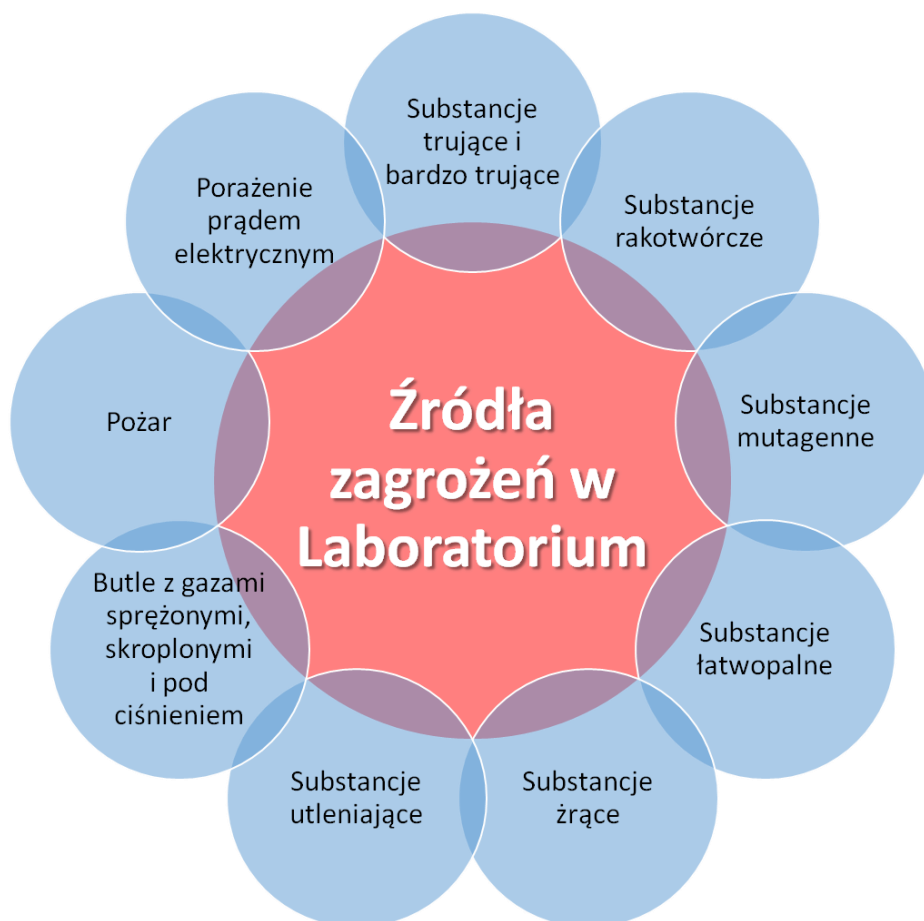 Substancje
trujące i
bardzo trujące
Substancje
rakotwórcze
Substancje
mutagenne
Substancje
łatwopalne
Substancje
żrące
Substancje
utleniające
Butle z gazami
sprężonymi,
skroplonymi
i pod
ciśnieniem
Pożar
Porażenie
prądem
elektrycznym
Źródła
zagrożeń w
Laboratorium